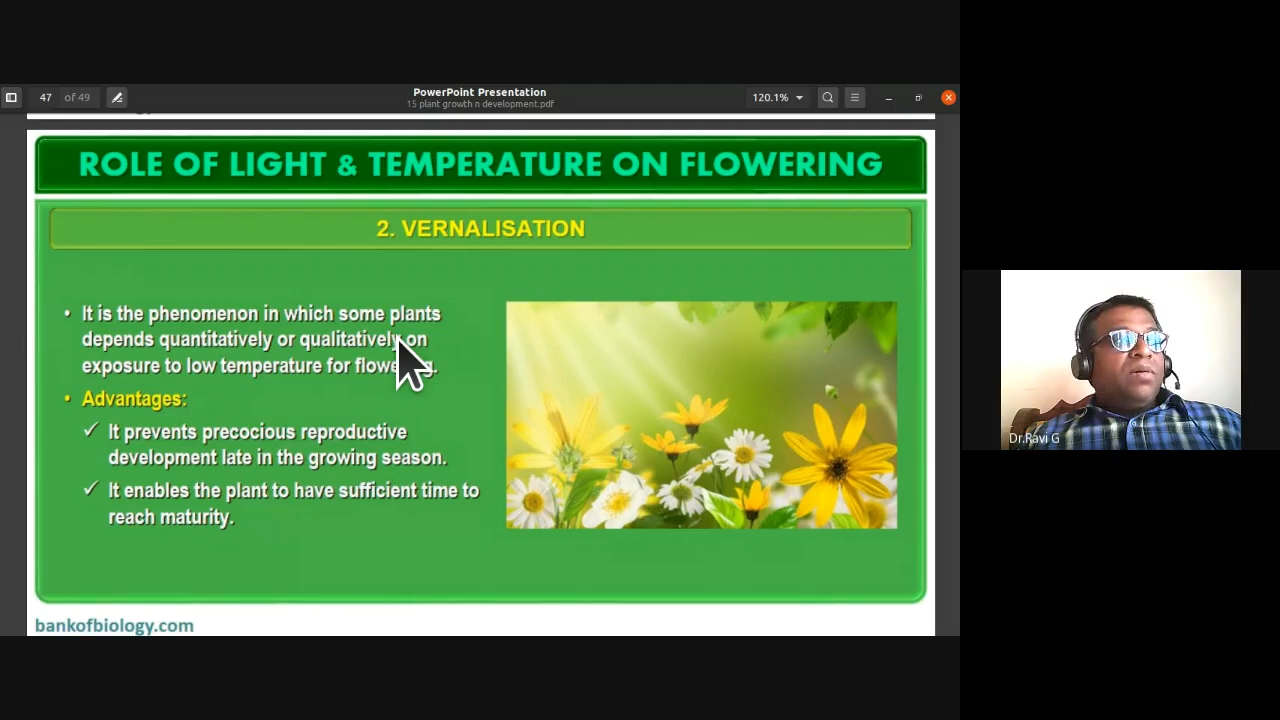 47 of 49
PowerPoint Presentation
15 plant growth n development.pdf
120.1%
ROLE OF LIGHT & TEMPERATURE ON FLOWERING
2. VERNALISATION
• It is the phenomenon in which some plants
depends quantitatively or qualitatively on
exposure to low temperature for
• Advantages:
✓ It prevents precocious reproductive
development late in the growing season.
✓ It enables the plant to have sufficient time to
reach maturity.
bankofbiology.com
Dr.Ravi G